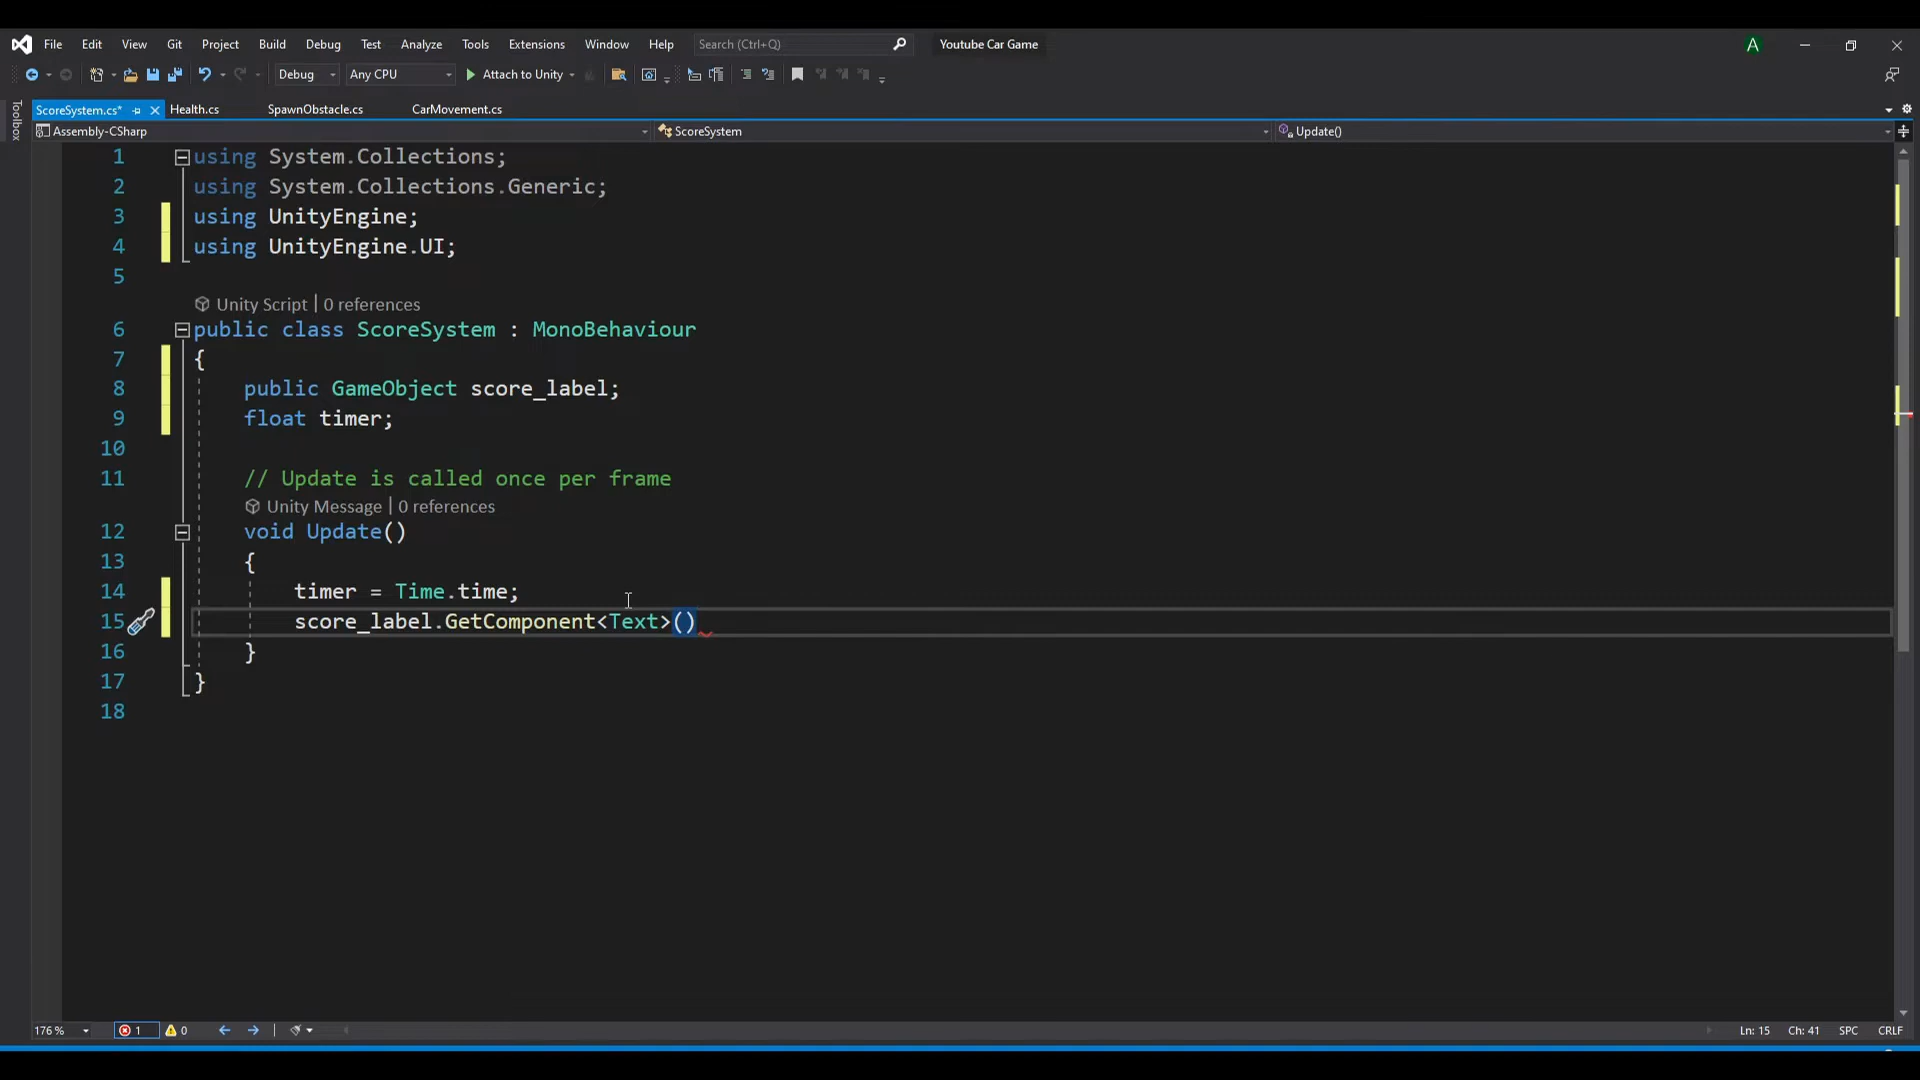 File Edit View Git Project Build Debug Test Analyze Tools Extensions Window Help Search (Ctrl+Q) Youtube Car Game A
Debug Any CPU Attach to Unity
ScoreSystem.cs* Health.cs SpawnObstacle.cs CarMovement.cs
Toolbox
Assembly-CSharp ScoreSystem Update()
1 using System.Collections;
2 using System.Collections.Generic;
3 using UnityEngine;
4 using UnityEngine.UI;
5
Unity Script | 0 references
6 public class ScoreSystem : MonoBehaviour
7 {
8 public GameObject score_label;
9 float timer;
10
11 // Update is called once per frame
Unity Message | 0 references
12 void Update()
13 {
14 timer = Time.time;
15 score_label.GetComponent<Text>()
16 }
17 }
18
176 % 1 0 Ln: 15 Ch: 41 SPC CRLF